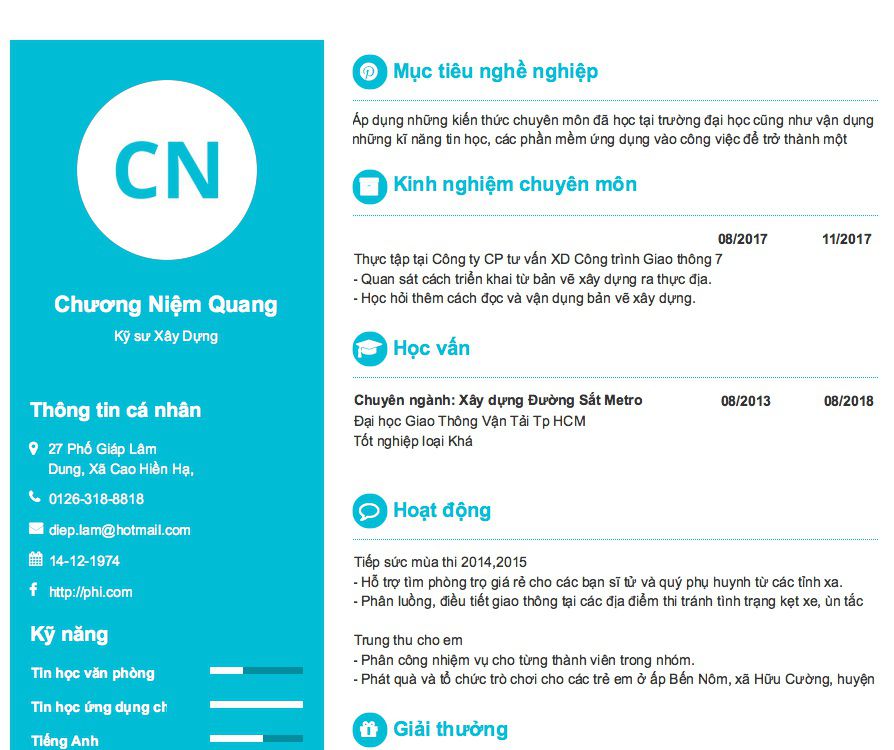 CN
Chương Niệm Quang
Kỹ sư Xây Dựng
Thông tin cá nhân
27 Phố Giáp Lâm
Dung, Xã Cao Hiền Hạ,
0126-318-8818
diep.lam@hotmail.com
14-12-1974
http://phi.com
Kỹ năng
Tin học văn phòng
Tin học ứng dụng ch
Tiếng Anh
Mục tiêu nghề nghiệp
Áp dụng những kiến thức chuyên môn đã học tại trường đại học cũng như vận dụng
những kĩ năng tin học, các phần mềm ứng dụng vào công việc để trở thành một
Kinh nghiệm chuyên môn
08/2017 11/2017
Thực tập tại Công ty CP tư vấn XD Công trình Giao thông 7
- Quan sát cách triển khai từ bản vẽ xây dựng ra thực địa.
- Học hỏi thêm cách đọc và vận dụng bản vẽ xây dựng.
Học vấn
Chuyên ngành: Xây dựng Đường Sắt Metro 08/2013 08/2018
Đại học Giao Thông Vận Tải Tp HCM
Tốt nghiệp loại Khá
Hoạt động
Tiếp sức mùa thi 2014,2015
- Hỗ trợ tìm phòng trọ giá rẻ cho các bạn sĩ tử và quý phụ huynh từ các tỉnh xa.
- Phân luồng, điều tiết giao thông tại các địa điểm thi tránh tình trạng kẹt xe, ùn tắc
Trung thu cho em
- Phân công nhiệm vụ cho từng thành viên trong nhóm.
- Phát quà và tổ chức trò chơi cho các trẻ em ở ấp Bến Nôm, xã Hữu Cường, huyện
Giải thưởng